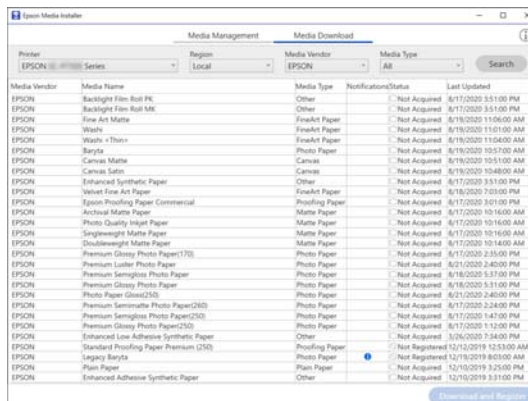 Epson Media Installer
Media Management Media Download
Printer Region Media Vendor Media Type
EPSON Series Local EPSON All Search
Media Vendor Media Name Media Type Notifications Status Last Updated
EPSON Backlight Film Roll PK Other Not Acquired 8/17/2020 3:51:00 PM
EPSON Backlight Film Roll MK Other Not Acquired 8/17/2020 3:51:00 PM
EPSON Fine Art Matte FineArt Paper Not Acquired 8/19/2020 11:06:00 AM
EPSON Washi FineArt Paper Not Acquired 8/19/2020 11:01:00 AM
EPSON Washi <Thin> FineArt Paper Not Acquired 8/19/2020 11:04:00 AM
EPSON Baryta Photo Paper Not Acquired 8/19/2020 10:57:00 AM
EPSON Canvas Matte Canvas Not Acquired 8/19/2020 10:51:00 AM
EPSON Canvas Satin Canvas Not Acquired 8/19/2020 10:48:00 AM
EPSON Enhanced Synthetic Paper Other Not Acquired 8/17/2020 3:51:00 PM
EPSON Velvet Fine Art Paper FineArt Paper Not Acquired 8/18/2020 7:03:00 PM
EPSON Epson Proofing Paper Commercial Proofing Paper Not Acquired 8/17/2020 3:01:00 PM
EPSON Archival Matte Paper Matte Paper Not Acquired 8/17/2020 10:16:00 AM
EPSON Photo Quality Inkjet Paper Matte Paper Not Acquired 8/17/2020 10:16:00 AM
EPSON Singleweight Matte Paper Matte Paper Not Acquired 8/17/2020 10:16:00 AM
EPSON Doubleweight Matte Paper Matte Paper Not Acquired 8/17/2020 10:14:00 AM
EPSON Premium Glossy Photo Paper(170) Photo Paper Not Acquired 8/17/2020 2:35:00 PM
EPSON Premium Luster Photo Paper Photo Paper Not Acquired 8/21/2020 2:40:00 PM
EPSON Premium Semigloss Photo Paper Photo Paper Not Acquired 8/18/2020 5:37:00 PM
EPSON Premium Glossy Photo Paper Photo Paper Not Acquired 8/18/2020 5:31:00 PM
EPSON Photo Paper Gloss(250) Photo Paper Not Acquired 8/21/2020 2:40:00 PM
EPSON Premium Semimatte Photo Paper(260) Photo Paper Not Acquired 8/17/2020 2:24:00 PM
EPSON Premium Semigloss Photo Paper(250) Photo Paper Not Acquired 8/17/2020 1:47:00 PM
EPSON Premium Glossy Photo Paper(250) Photo Paper Not Acquired 8/17/2020 1:12:00 PM
EPSON Enhanced Low Adhesive Synthetic Paper Other Not Acquired 3/26/2020 7:34:00 PM
EPSON Standard Proofing Paper Premium (250) Proofing Paper Not Registered 12/12/2019 12:53:00 AM
EPSON Legacy Baryta Photo Paper Not Registered 12/19/2019 8:03:00 AM
EPSON Plain Paper Plain Paper Not Acquired 12/10/2019 3:25:00 PM
EPSON Enhanced Adhesive Synthetic Paper Other Not Acquired 12/10/2019 3:31:00 PM
Download and Register